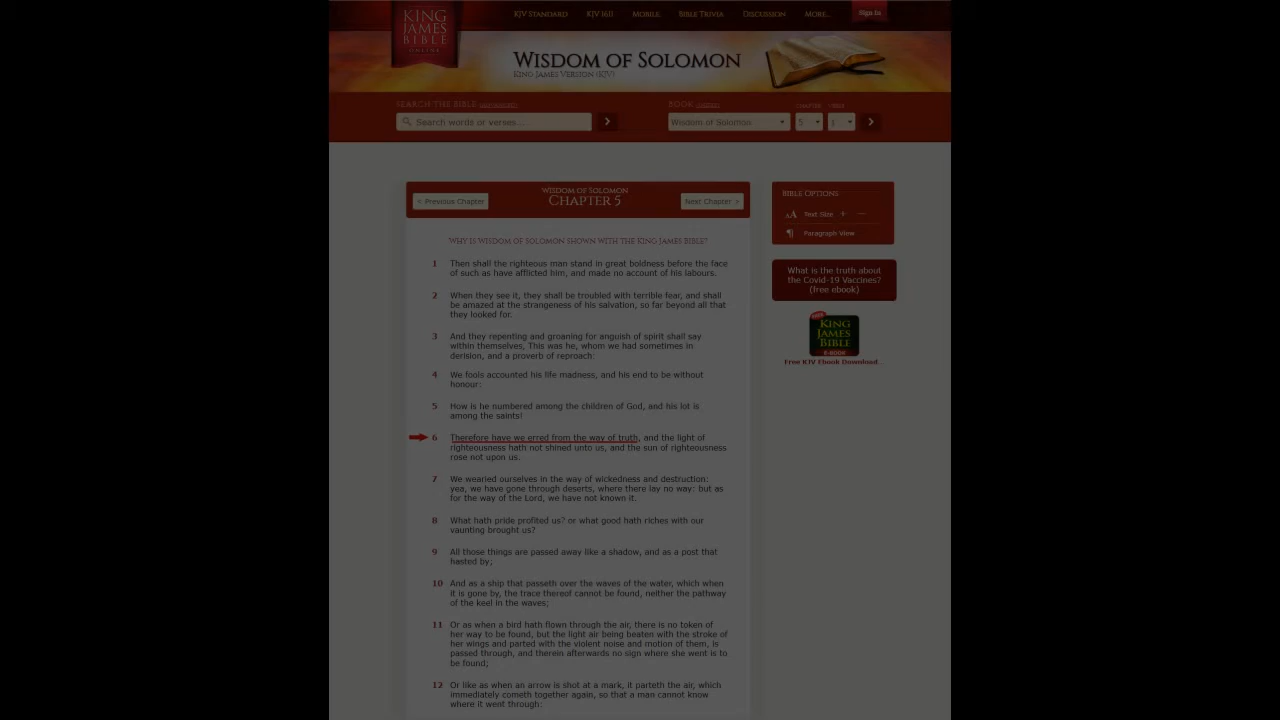 KING
JAMES
BIBLE
ONLINE
KJV STANDARD KJV 1611 MOBILE BIBLE TRIVIA DISCUSSION MORE... Sign In
WISDOM OF SOLOMON
KING JAMES VERSION (KJV)
SEARCH THE BIBLE
BOOK CHAPTER VERSE
Search words or verses... Wisdom of Solomon 5 1
< Previous Chapter
WISDOM OF SOLOMON
CHAPTER 5
Next Chapter >
WHY IS WISDOM OF SOLOMON SHOWN WITH THE KING JAMES BIBLE?
1 Then shall the righteous man stand in great boldness before the face
of such as have afflicted him, and made no account of his labours.
2 When they see it, they shall be troubled with terrible fear, and shall
be amazed at the strangeness of his salvation, so far beyond all that
they looked for.
3 And they repenting and groaning for anguish of spirit shall say
within themselves, This was he, whom we had sometimes in
derision, and a proverb of reproach:
4 We fools accounted his life madness, and his end to be without
honour:
5 How is he numbered among the children of God, and his lot is
among the saints!
6 Therefore have we erred from the way of truth, and the light of
righteousness hath not shined unto us, and the sun of righteousness
rose not upon us.
7 We wearied ourselves in the way of wickedness and destruction:
yea, we have gone through deserts, where there lay no way: but as
for the way of the Lord, we have not known it.
8 What hath pride profited us? or what good hath riches with our
vaunting brought us?
9 All those things are passed away like a shadow, and as a post that
hasted by;
10 And as a ship that passeth over the waves of the water, which when
it is gone by, the trace thereof cannot be found, neither the pathway
of the keel in the waves;
11 Or as when a bird hath flown through the air, there is no token of
her way to be found, but the light air being beaten with the stroke of
her wings and parted with the violent noise and motion of them, is
passed through, and therein afterwards no sign where she went is to
be found;
12 Or like as when an arrow is shot at a mark, it parteth the air, which
immediately cometh together again, so that a man cannot know
where it went through:
BIBLE OPTIONS
AA Text Size + —
¶ Paragraph View
What is the truth about
the Covid-19 Vaccines?
(free ebook)
KING
JAMES
BIBLE
E-BOOK
Free KJV Ebook Download...